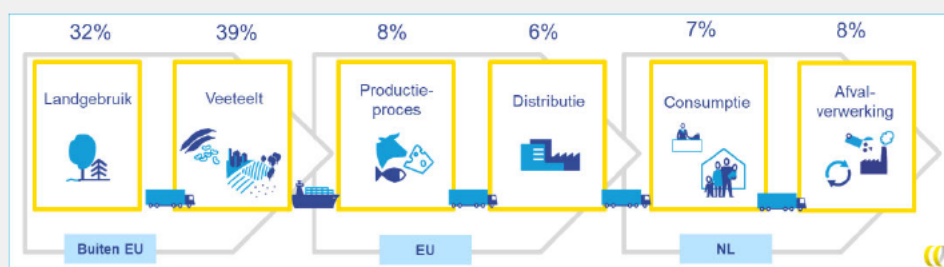 32%
39%
8%
6%
7%
8%
Landgebruik
Veeteelt
Productie-
proces
Distributie
Consumptie
Afval-
verwerking
Buiten EU
EU
NL